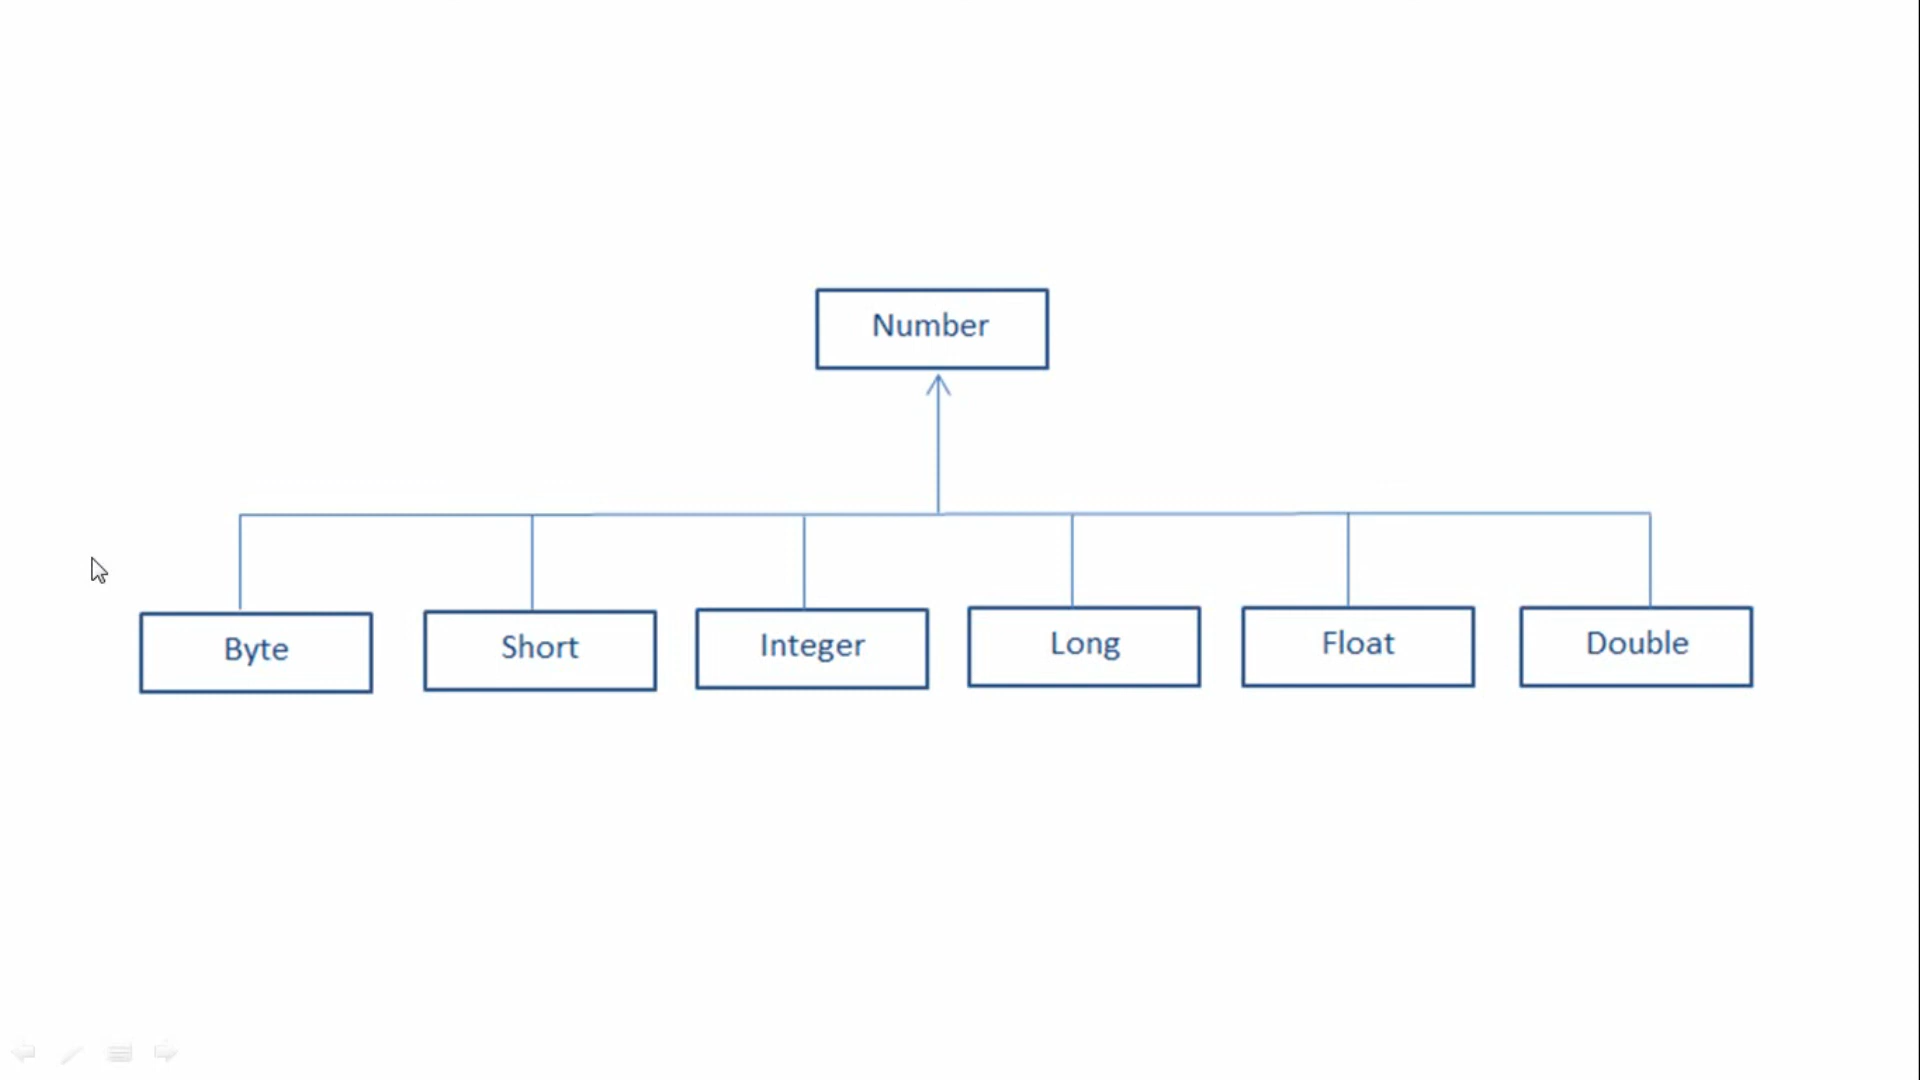 Number
Byte
Short
Integer
Long
Float
Double